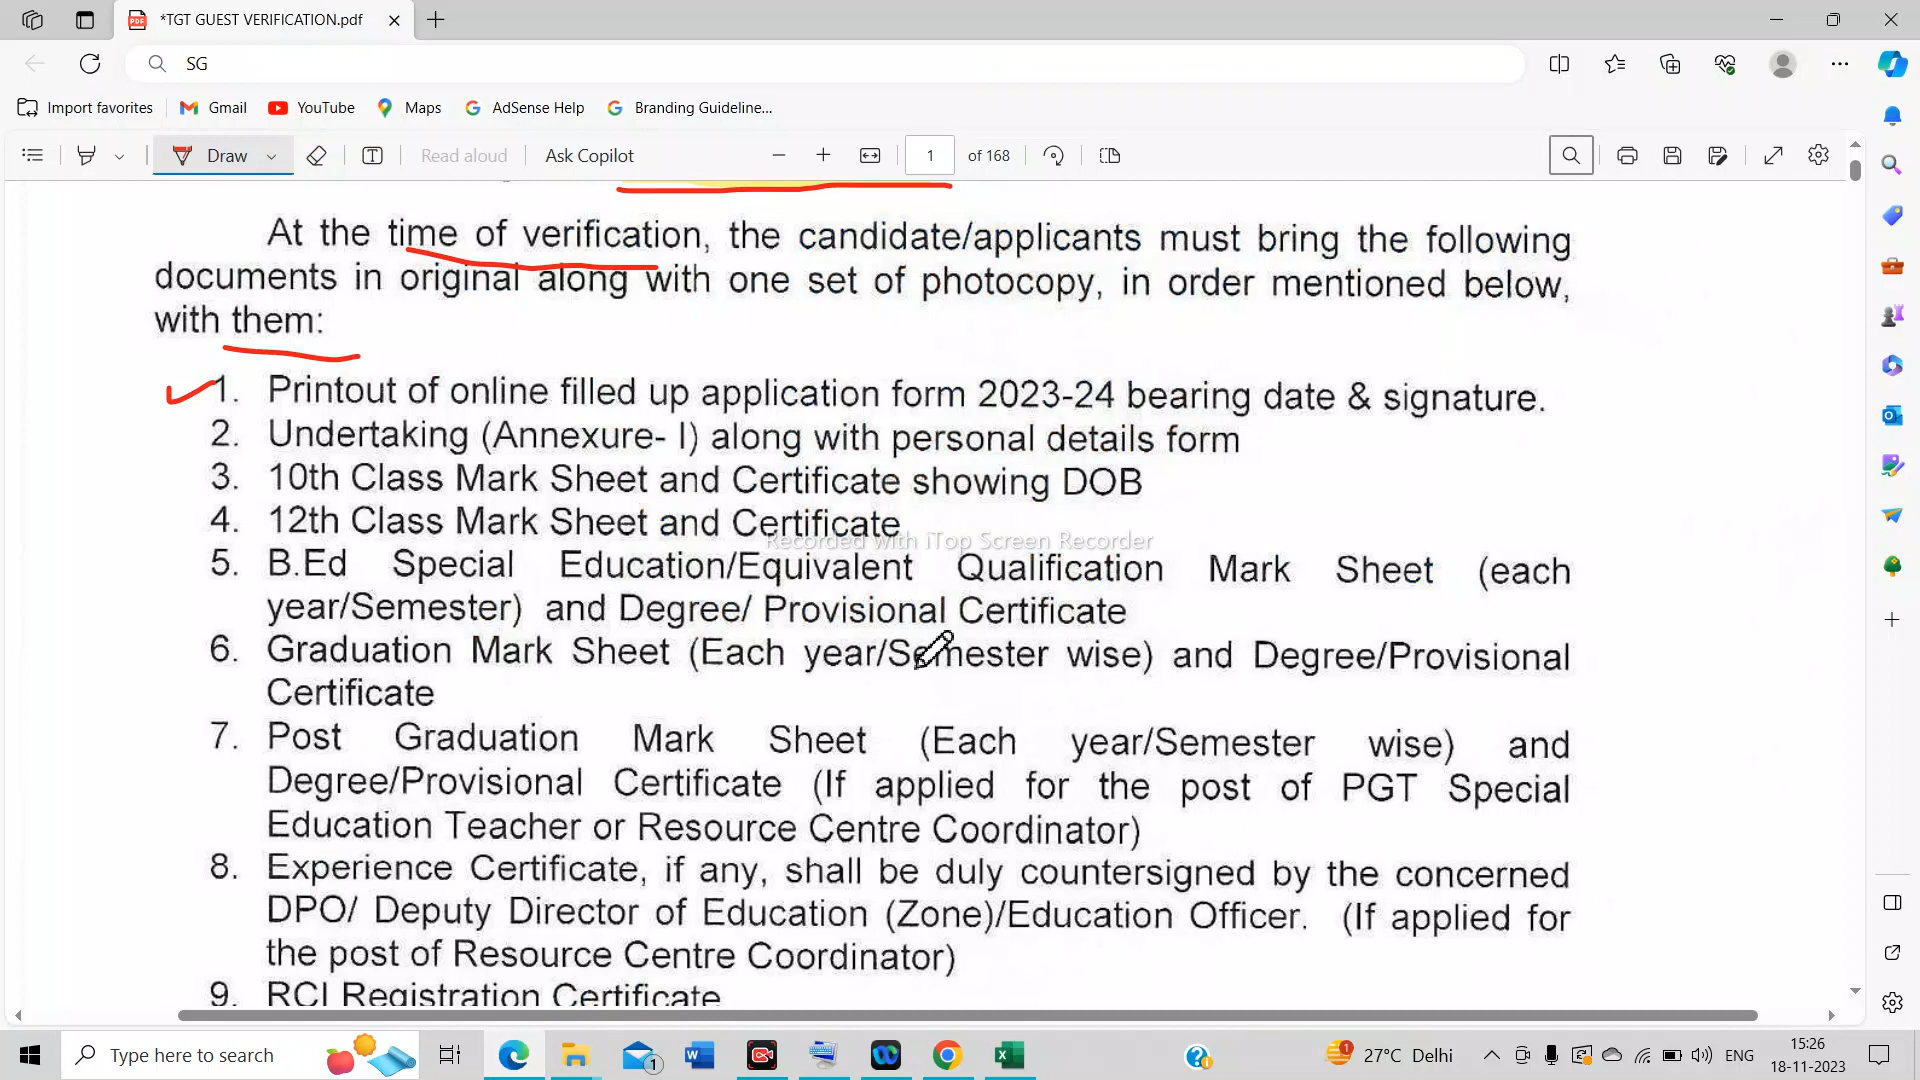 *TGT GUEST VERIFICATION.pdf
SG
Import favorites Gmail YouTube Maps AdSense Help Branding Guideline...
Draw Read aloud Ask Copilot 1 of 168
At the time of verification, the candidate/applicants must bring the following
documents in original along with one set of photocopy, in order mentioned below,
with them:
1. Printout of online filled up application form 2023-24 bearing date & signature.
2. Undertaking (Annexure- I) along with personal details form
3. 10th Class Mark Sheet and Certificate showing DOB
4. 12th Class Mark Sheet and Certificate
Recorded with iTop Screen Recorder
5. B.Ed Special Education/Equivalent Qualification Mark Sheet (each
year/Semester) and Degree/ Provisional Certificate
6. Graduation Mark Sheet (Each year/Semester wise) and Degree/Provisional
Certificate
7. Post Graduation Mark Sheet (Each year/Semester wise) and
Degree/Provisional Certificate (If applied for the post of PGT Special
Education Teacher or Resource Centre Coordinator)
8. Experience Certificate, if any, shall be duly countersigned by the concerned
DPO/ Deputy Director of Education (Zone)/Education Officer. (If applied for
the post of Resource Centre Coordinator)
9. RCI Registration Certificate
Type here to search 1 1 27°C Delhi ENG 15:26
18-11-2023